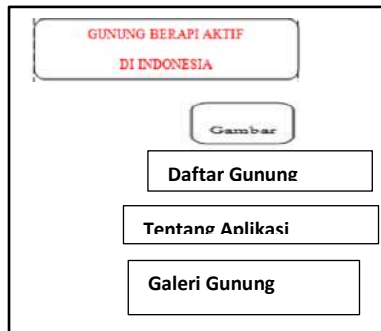 GUNUNG BERAPI AKTIF
DI INDONESIA
Gambar
Daftar Gunung
Tentang Aplikasi
Galeri Gunung